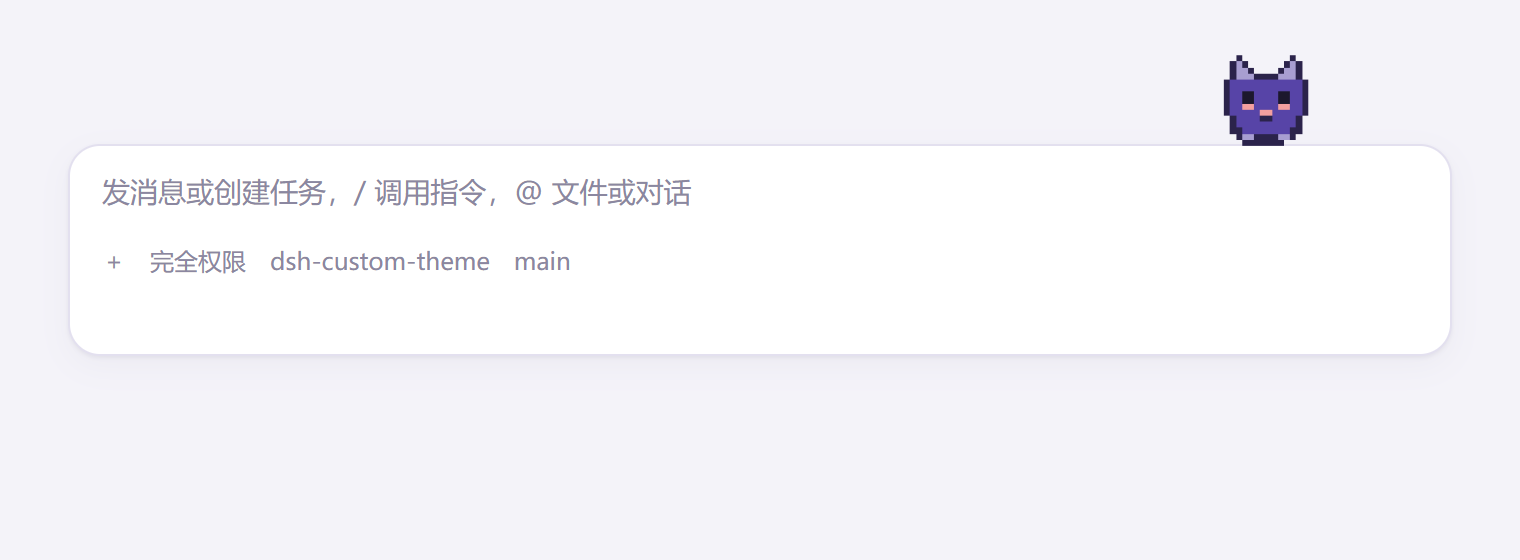 发消息或创建任务，/ 调用指令，@ 文件或对话
+ 完全权限 dsh-custom-theme main